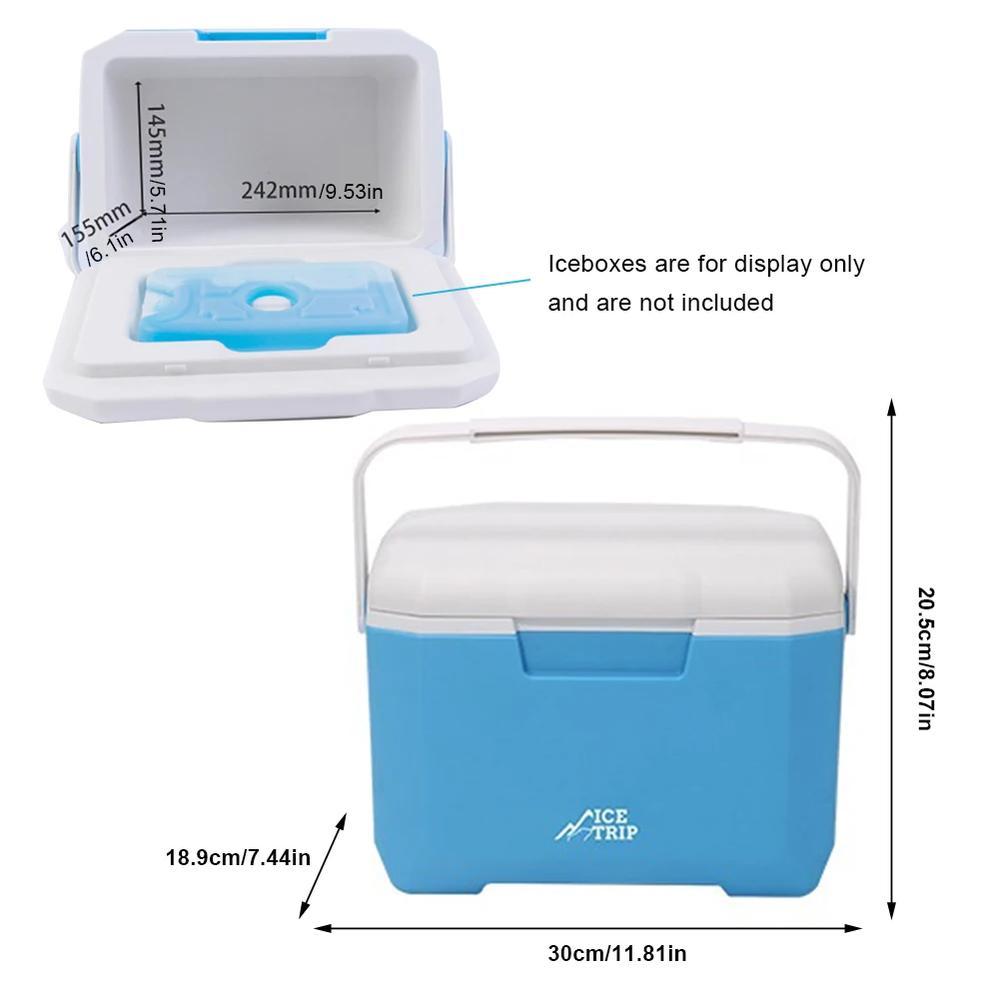 145mm/5.71in
242mm/9.53in
155mm
/6.1in
Iceboxes are for display only
and are not included
20.5cm/8.07in
ICE
TRIP
18.9cm/7.44in
30cm/11.81in